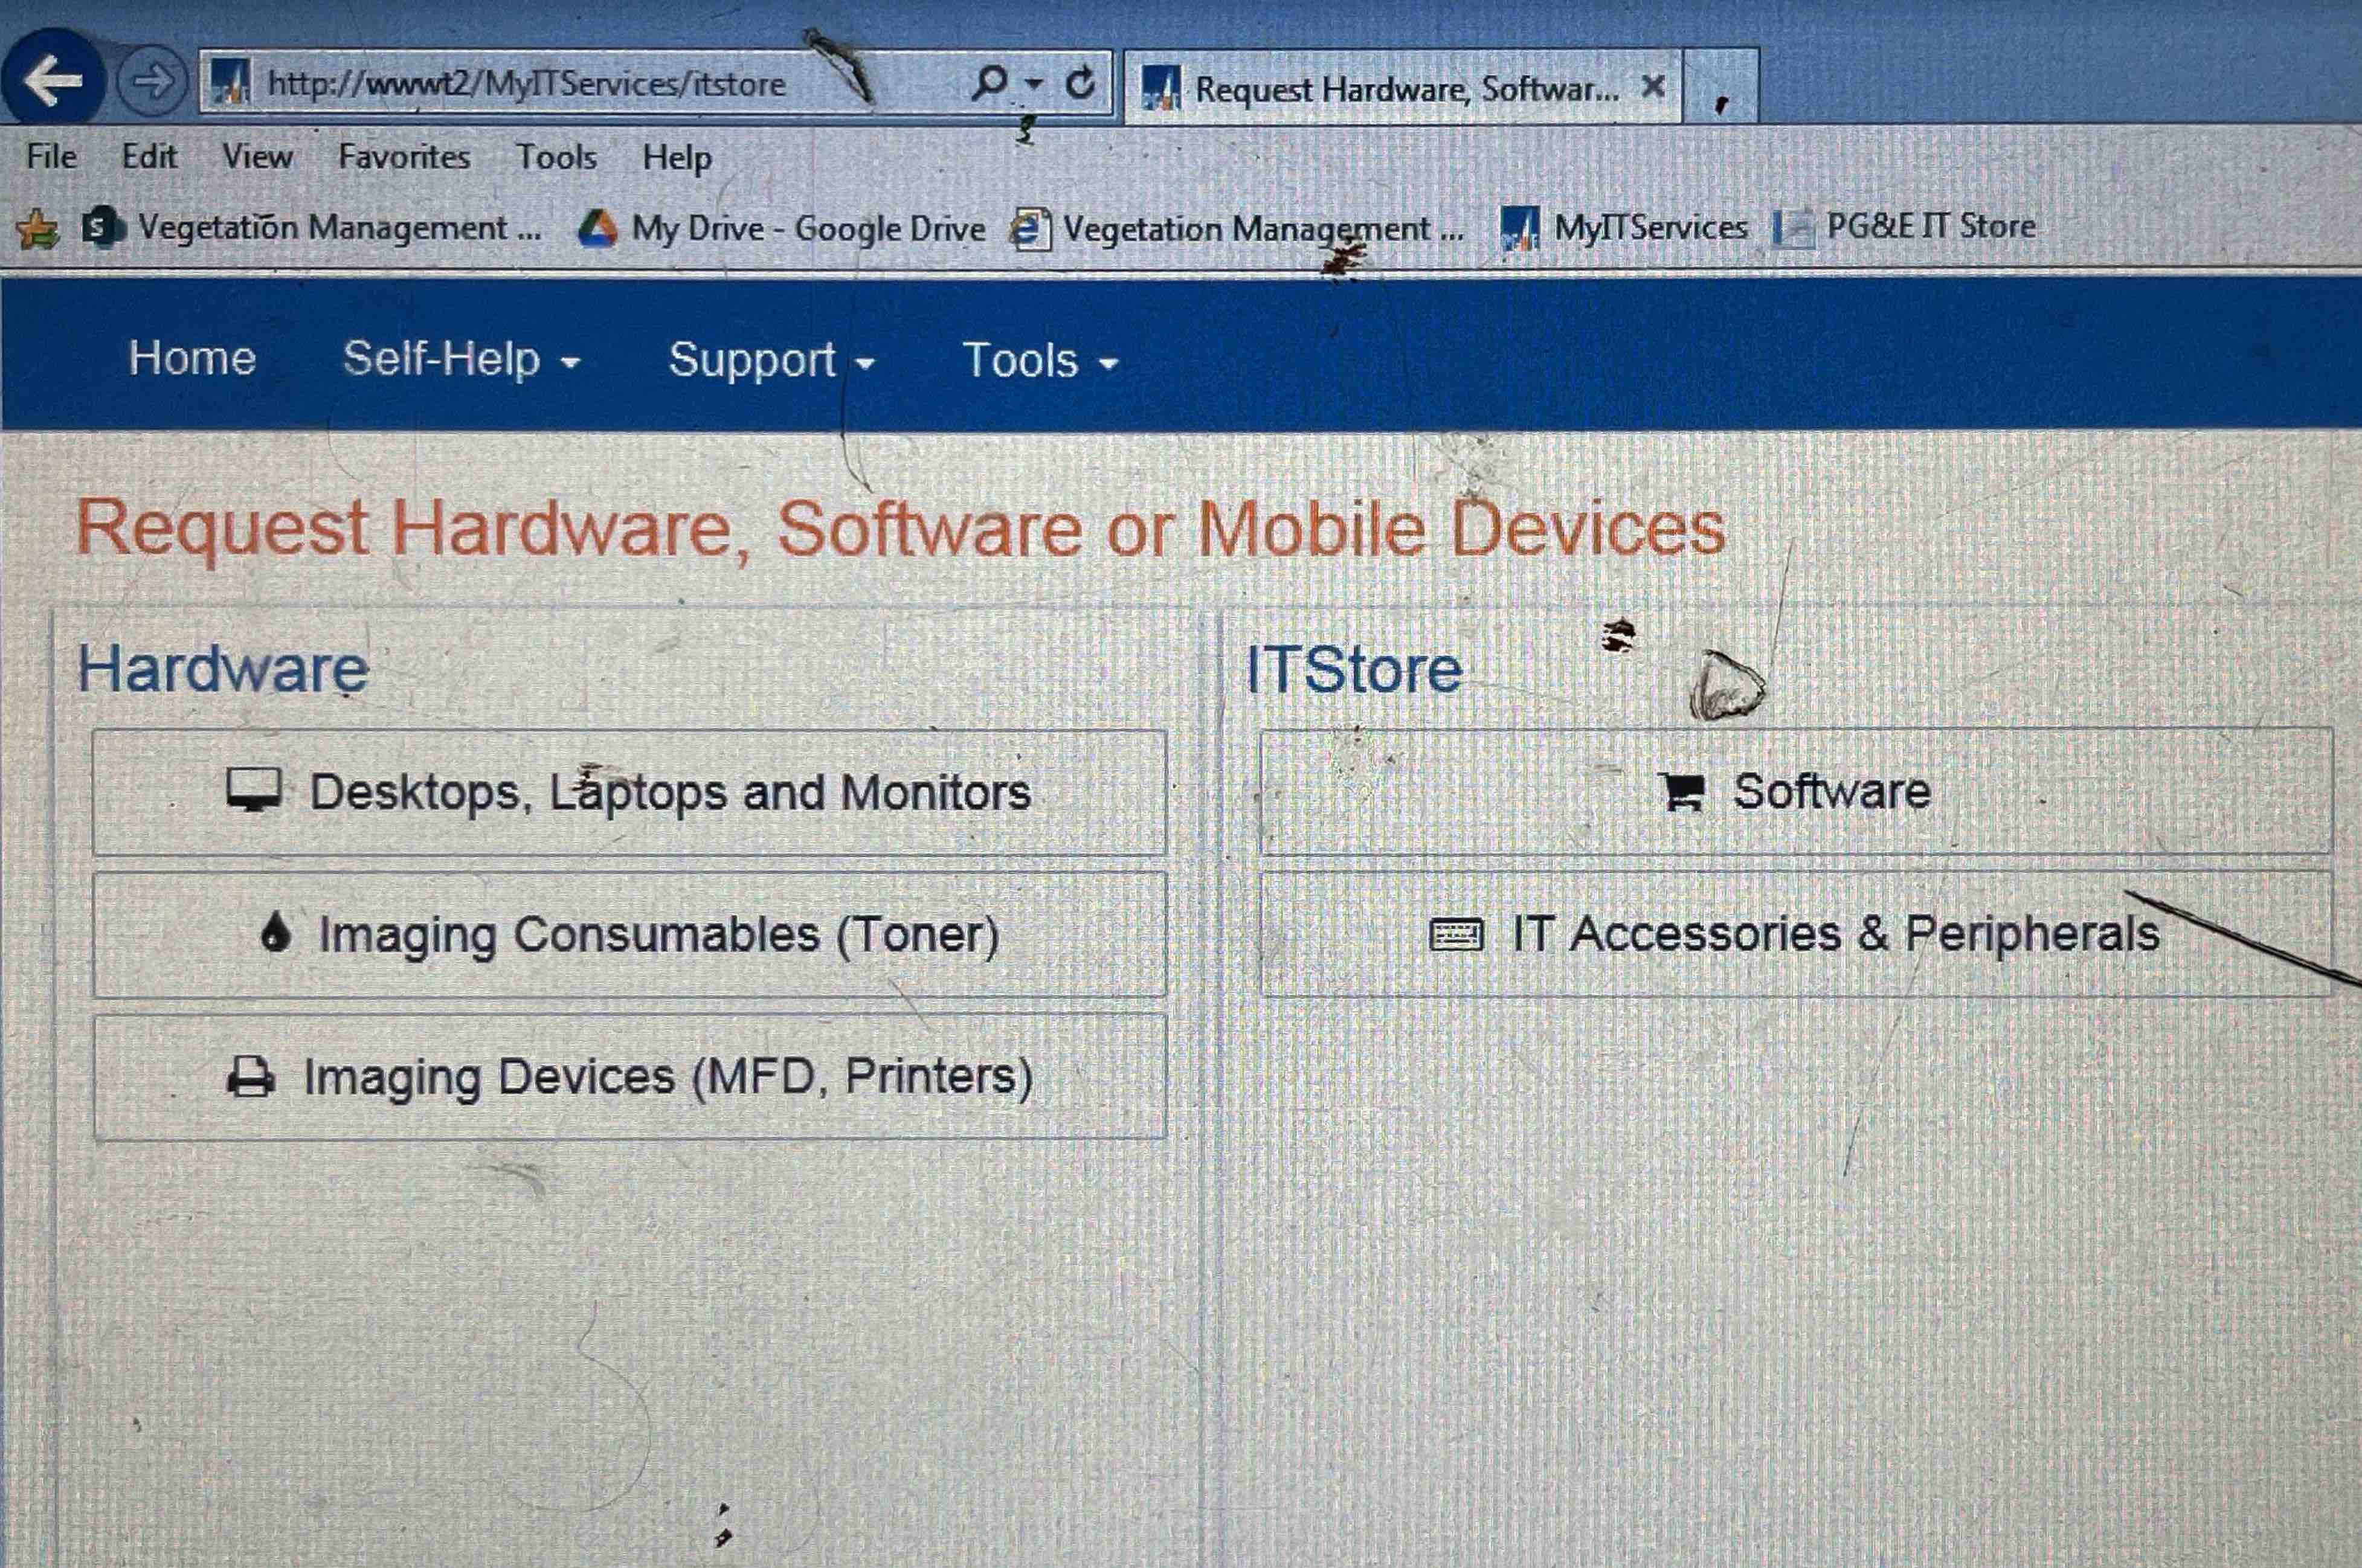 http://wwwt2/MyITServices/itstore
Request Hardware, Softwar...
File Edit View Favorites Tools Help
Vegetation Management ... My Drive - Google Drive Vegetation Management ... MyITServices PG&E IT Store
Home Self-Help Support Tools
Request Hardware, Software or Mobile Devices
Hardware
Desktops, Laptops and Monitors
Imaging Consumables (Toner)
Imaging Devices (MFD, Printers)
ITStore
Software
IT Accessories & Peripherals